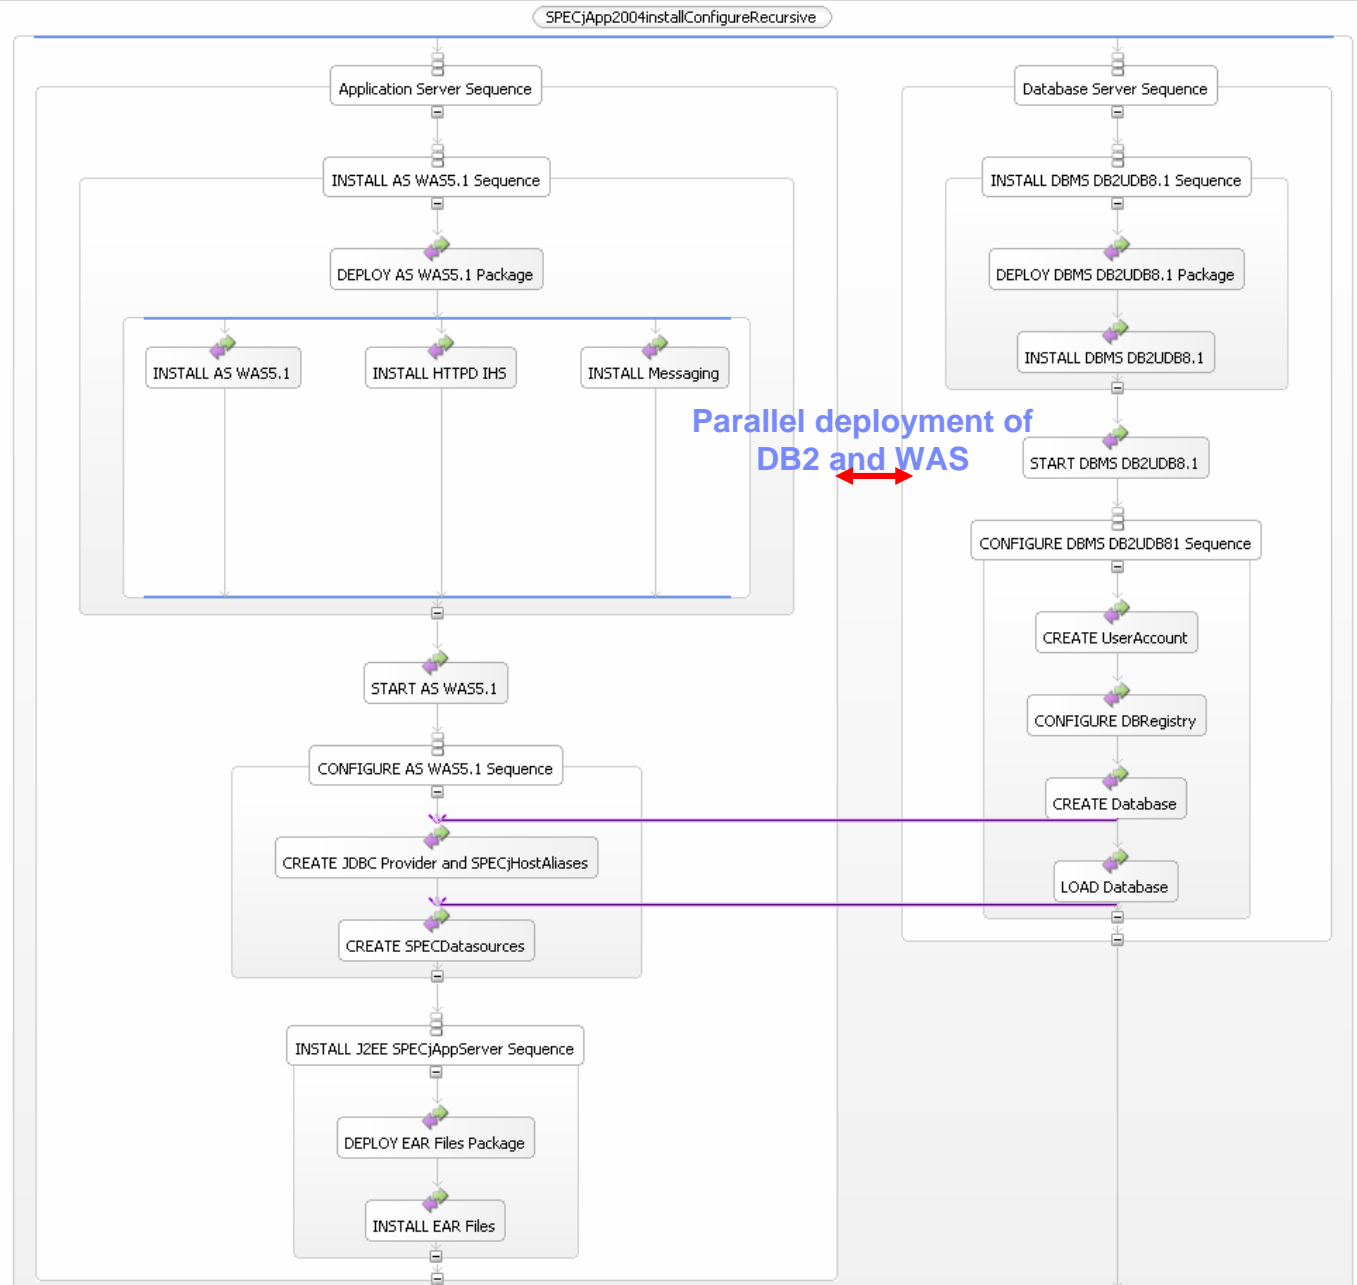 SPECjApp2004installConfigureRecursive
Application Server Sequence
INSTALL AS WAS5.1 Sequence
DEPLOY AS WAS5.1 Package
INSTALL AS WAS5.1
INSTALL HTTPD IHS
INSTALL Messaging
START AS WAS5.1
CONFIGURE AS WAS5.1 Sequence
CREATE JDBC Provider and SPECjHostAliases
CREATE SPECDatasources
INSTALL J2EE SPECjAppServer Sequence
DEPLOY EAR Files Package
INSTALL EAR Files
Parallel deployment of
DB2 and WAS
Database Server Sequence
INSTALL DBMS DB2UDB8.1 Sequence
DEPLOY DBMS DB2UDB8.1 Package
INSTALL DBMS DB2UDB8.1
START DBMS DB2UDB8.1
CONFIGURE DBMS DB2UDB81 Sequence
CREATE UserAccount
CONFIGURE DBRegistry
CREATE Database
LOAD Database